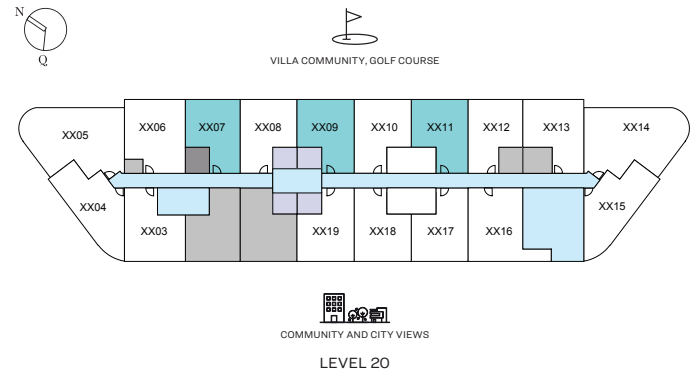 N
Q
VILLA COMMUNITY, GOLF COURSE
XX05
XX06
XX07
XX08
XX09
XX10
XX11
XX12
XX13
XX14
XX04
XX03
XX19
XX18
XX17
XX16
XX15
COMMUNITY AND CITY VIEWS
LEVEL 20